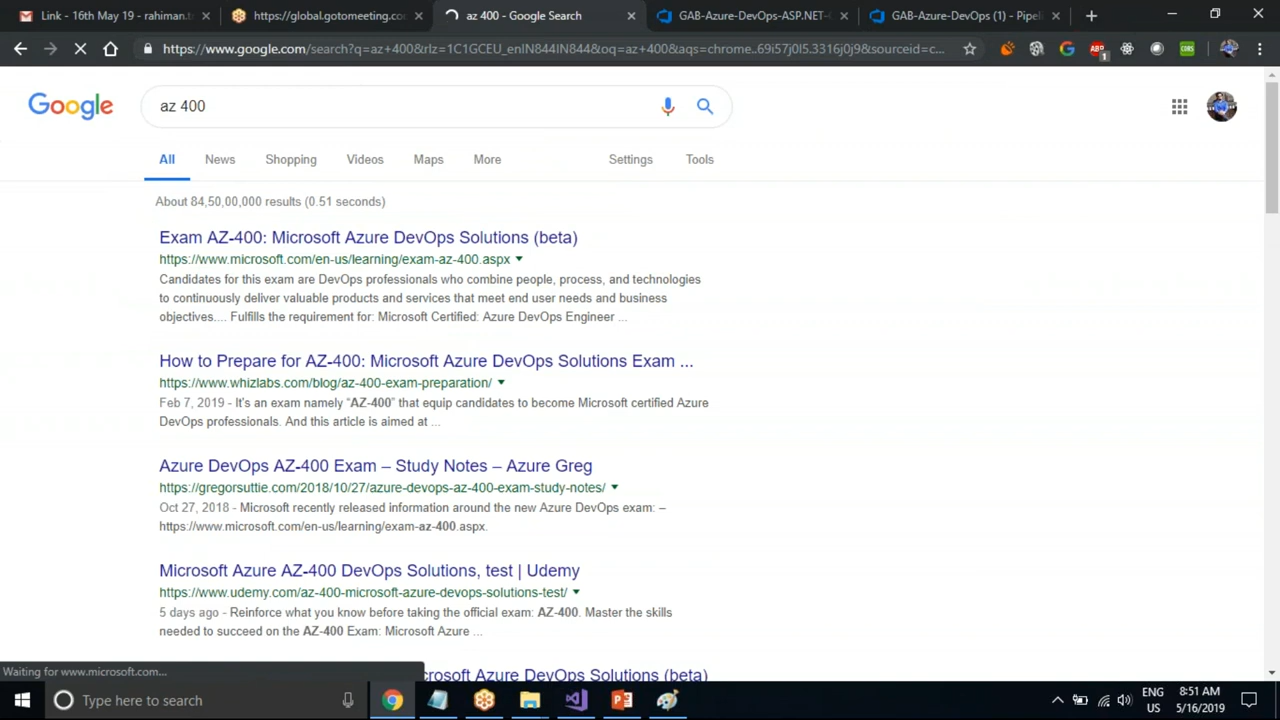 Link - 16th May 19 - rahiman.t
https://global.gotomeeting.co
az 400 - Google Search
GAB-Azure-DevOps-ASP.NET-
GAB-Azure-DevOps (1) - Pipel
https://www.google.com/search?q=az+400&rlz=1C1GCEU_enIN844IN844&oq=az+400&aqs=chrome..69i57j0l5.3316j0j9&sourceid=c...
ABP
1
CORS
Google
az 400
All
News
Shopping
Videos
Maps
More
Settings
Tools
About 84,50,00,000 results (0.51 seconds)
Exam AZ-400: Microsoft Azure DevOps Solutions (beta)
https://www.microsoft.com/en-us/learning/exam-az-400.aspx
Candidates for this exam are DevOps professionals who combine people, process, and technologies
to continuously deliver valuable products and services that meet end user needs and business
objectives.... Fulfills the requirement for: Microsoft Certified: Azure DevOps Engineer ...
How to Prepare for AZ-400: Microsoft Azure DevOps Solutions Exam ...
https://www.whizlabs.com/blog/az-400-exam-preparation/
Feb 7, 2019 - It's an exam namely “AZ-400” that equip candidates to become Microsoft certified Azure
DevOps professionals. And this article is aimed at ...
Azure DevOps AZ-400 Exam – Study Notes – Azure Greg
https://gregorsuttie.com/2018/10/27/azure-devops-az-400-exam-study-notes/
Oct 27, 2018 - Microsoft recently released information around the new Azure DevOps exam: –
https://www.microsoft.com/en-us/learning/exam-az-400.aspx.
Microsoft Azure AZ-400 DevOps Solutions, test | Udemy
https://www.udemy.com/az-400-microsoft-azure-devops-solutions-test/
5 days ago - Reinforce what you know before taking the official exam: AZ-400. Master the skills
needed to succeed on the AZ-400 Exam: Microsoft Azure ...
Waiting for www.microsoft.com...
crosoft Azure DevOps Solutions (beta)
Type here to search
ENG
US
8:51 AM
5/16/2019